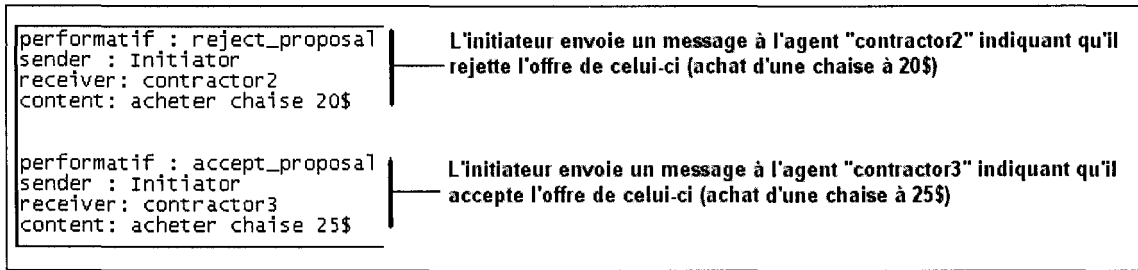 performatif : reject_proposal
sender : Initiator
receiver: contractor2
content: acheter chaise 20$
L'initiateur envoie un message à l'agent "contractor2" indiquant qu'il
rejette l'offre de celui-ci (achat d'une chaise à 20$)
performatif : accept_proposal
sender : Initiator
receiver: contractor3
content: acheter chaise 25$
L'initiateur envoie un message à l'agent "contractor3" indiquant qu'il
accepte l'offre de celui-ci (achat d'une chaise à 25$)